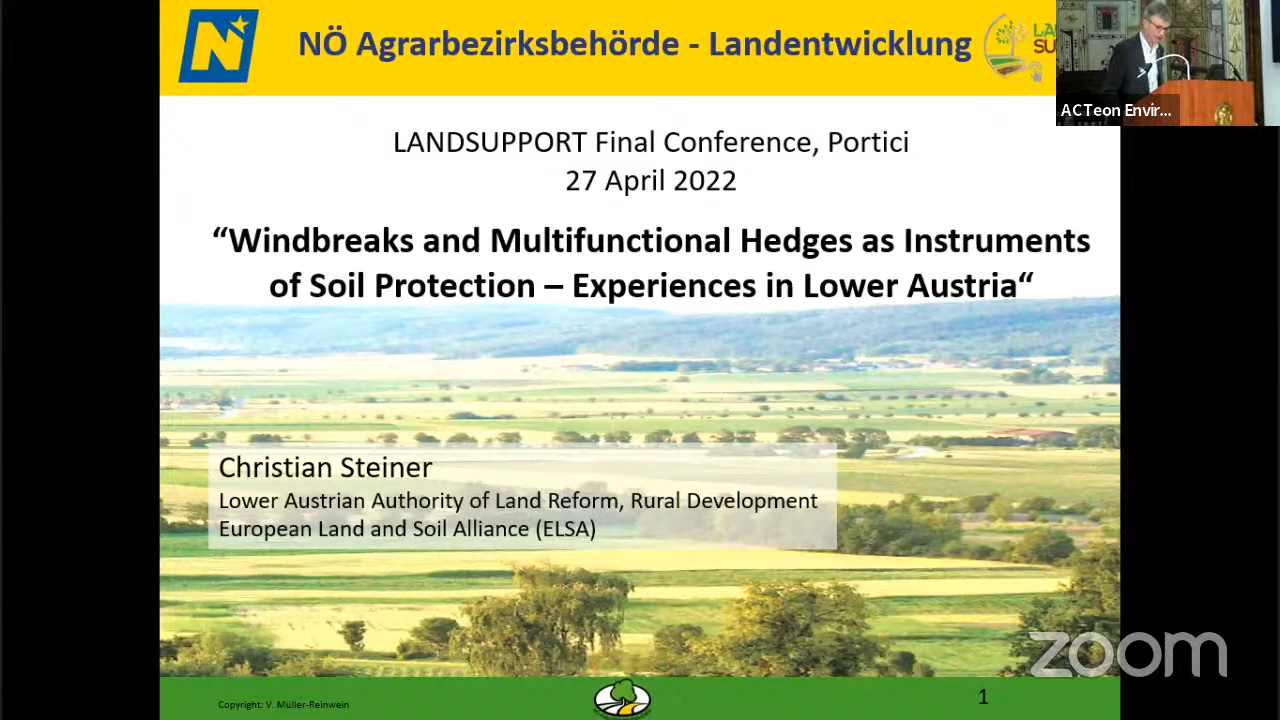 NÖ Agrarbezirksbehörde - Landentwicklung
ACTeon Envir...
LANDSUPPORT Final Conference, Portici
27 April 2022
“Windbreaks and Multifunctional Hedges as Instruments
of Soil Protection – Experiences in Lower Austria“
Christian Steiner
Lower Austrian Authority of Land Reform, Rural Development
European Land and Soil Alliance (ELSA)
zoom
Copyright: V. Müller-Reinwein
1